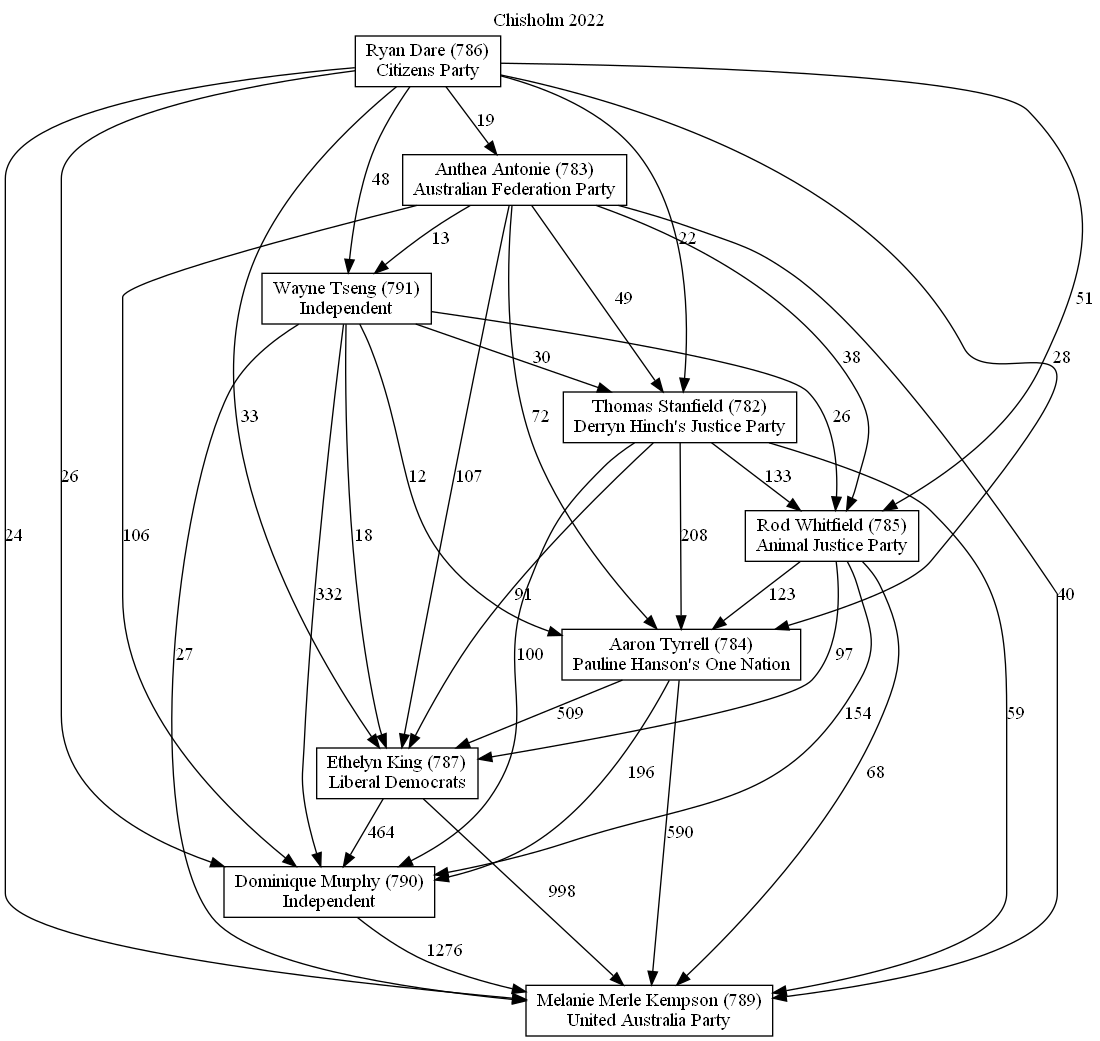 Chisholm 2022
Ryan Dare (786)
Citizens Party
19
Anthea Antonie (783)
Australian Federation Party
48
13
22
Wayne Tseng (791)
Independent
49
51
30
38
28
Thomas Stanfield (782)
Derryn Hinch's Justice Party
33
72
26
26
12
107
133
Rod Whitfield (785)
Animal Justice Party
24
106
18
208
332
91
123
40
Aaron Tyrrell (784)
Pauline Hanson's One Nation
27
100
97
509
154
59
Ethelyn King (787)
Liberal Democrats
196
68
464
590
Dominique Murphy (790)
Independent
998
1276
Melanie Merle Kempson (789)
United Australia Party